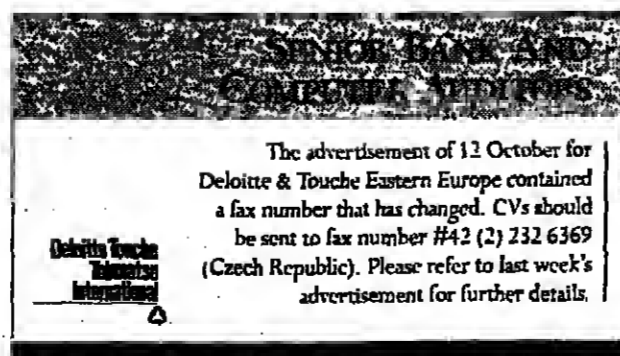 SENIOR BANK AND
COMPUTER AUDITORS
The advertisement of 12 October for
Deloitte & Touche Eastern Europe contained
a fax number that has changed. CVs should
be sent to fax number #42 (2) 232 6369
(Czech Republic). Please refer to last week's
advertisement for further details.
Deloitte Touche
Tohmatsu
International